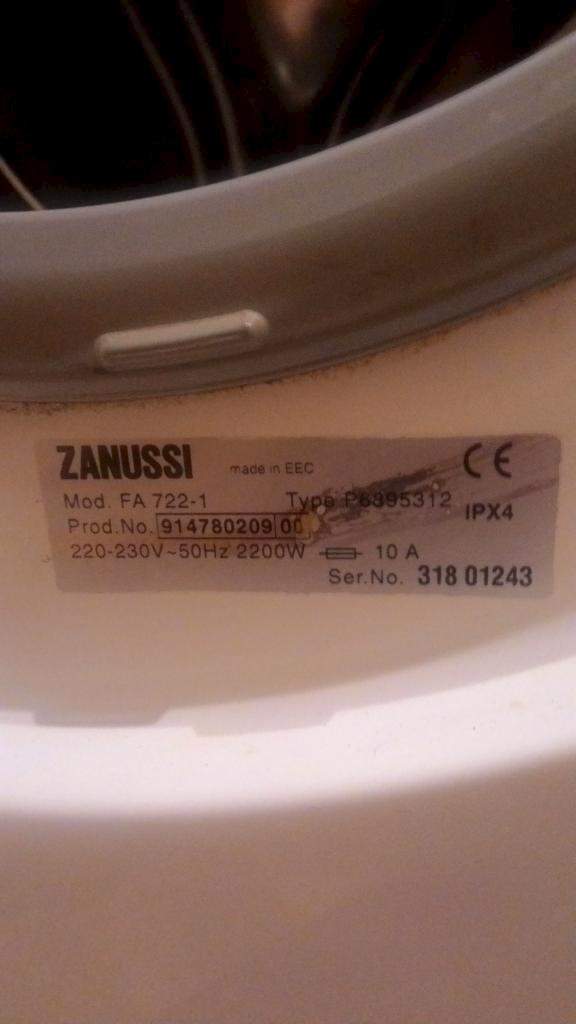 ZANUSSI made in EEC CE
Mod. FA 722-1 Type P6895312
IPX4
Prod.No. 914780209 00
220-230V~50Hz 2200W 10 A
Ser.No. 318 01243